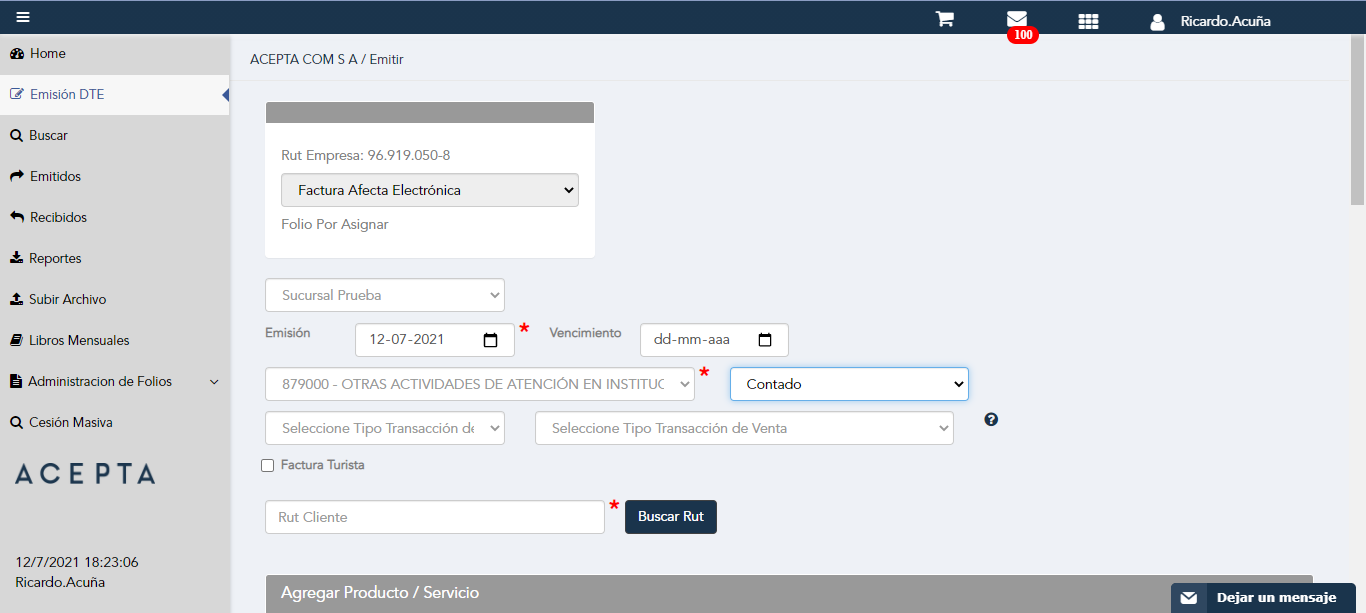 100
Ricardo.Acuña
Home
Emisión DTE
Buscar
Emitidos
Recibidos
Reportes
Subir Archivo
Libros Mensuales
Administracion de Folios
Cesión Masiva
ACEPTA
12/7/2021 18:23:06
Ricardo.Acuña
ACEPTA COM S A / Emitir
Rut Empresa: 96.919.050-8
Factura Afecta Electrónica
Folio Por Asignar
Sucursal Prueba
Emisión 12-07-2021 * Vencimiento dd-mm-aaa
879000 - OTRAS ACTIVIDADES DE ATENCIÓN EN INSTITUC * Contado
Seleccione Tipo Transacción de Seleccione Tipo Transacción de Venta ?
Factura Turista
Rut Cliente * Buscar Rut
Agregar Producto / Servicio
Dejar un mensaje